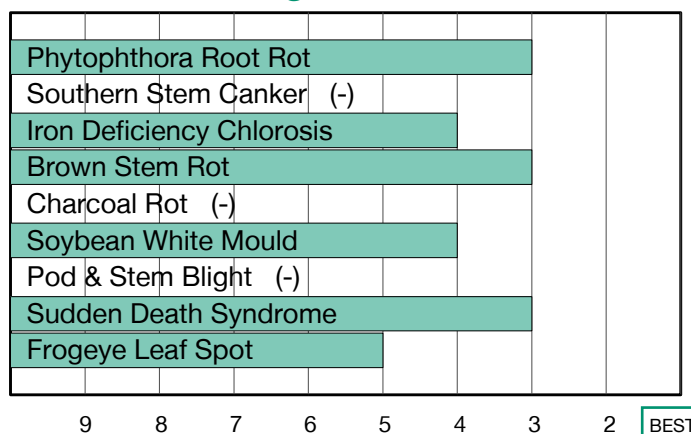 Phytophthora Root Rot
Southern Stem Canker (-)
Iron Deficiency Chlorosis
Brown Stem Rot
Charcoal Rot (-)
Soybean White Mould
Pod & Stem Blight (-)
Sudden Death Syndrome
Frogeye Leaf Spot
9 8 7 6 5 4 3 2 BEST